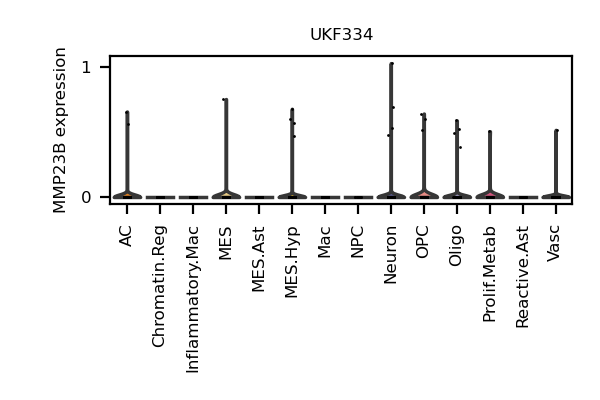 UKF334
MMP23B expression
1
0
AC
Chromatin.Reg
Inflammatory.Mac
MES
MES.Ast
MES.Hyp
Mac
NPC
Neuron
OPC
Oligo
Prolif.Metab
Reactive.Ast
Vasc